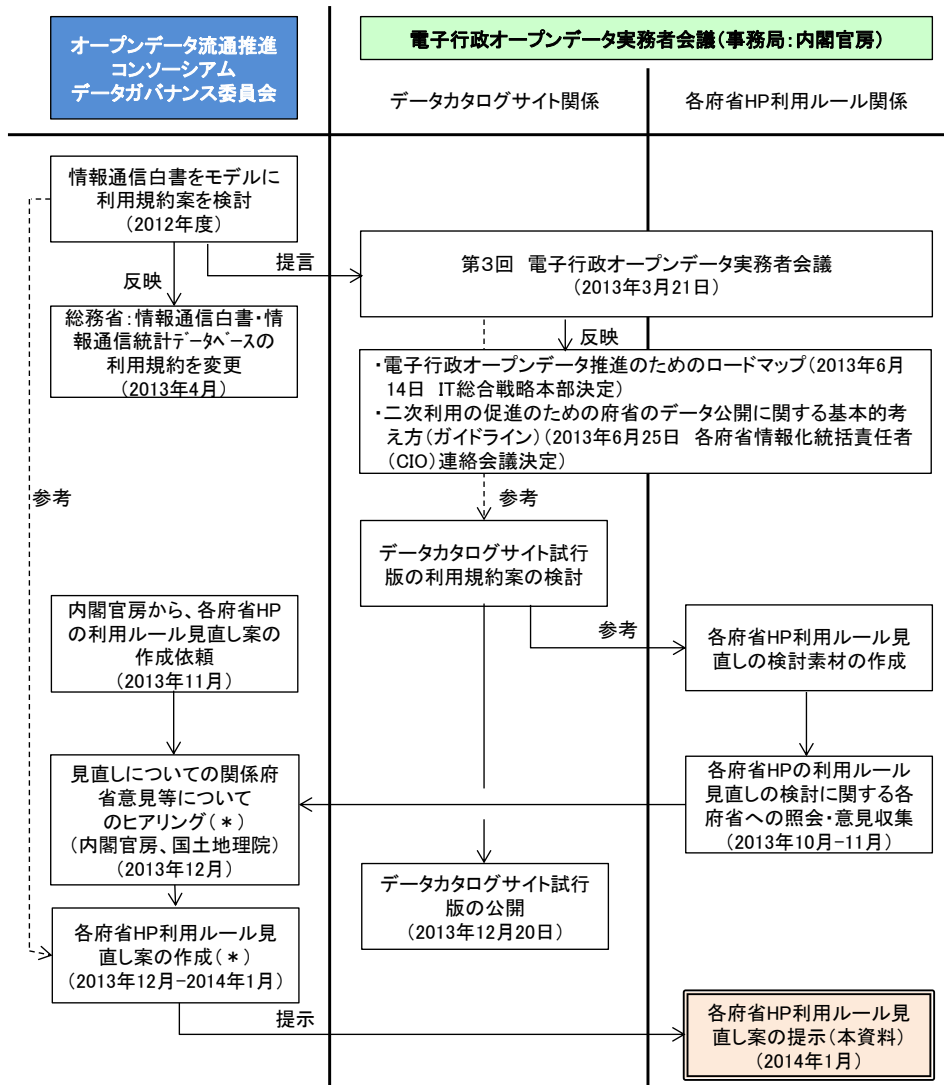 オープンデータ流通推進
コンソーシアム
データガバナンス委員会
電子行政オープンデータ実務者会議(事務局:内閣官房)
データカタログサイト関係
各府省HP利用ルール関係
情報通信白書をモデルに
利用規約案を検討
(2012年度)
提言
第3回 電子行政オープンデータ実務者会議
(2013年3月21日)
反映
総務省:情報通信白書・情
報通信統計データベースの
利用規約を変更
(2013年4月)
反映
・電子行政オープンデータ推進のためのロードマップ(2013年6月
14日 IT総合戦略本部決定)
・二次利用の促進のための府省のデータ公開に関する基本的考
え方(ガイドライン)(2013年6月25日 各府省情報化統括責任者
(CIO)連絡会議決定)
参考
参考
データカタログサイト試行
版の利用規約案の検討
内閣官房から、各府省HP
の利用ルール見直し案の
作成依頼
(2013年11月)
参考
各府省HP利用ルール見
直しの検討素材の作成
見直しについての関係府
省意見等について
のヒアリング(*)
(内閣官房、国土地理院)
(2013年12月)
各府省HPの利用ルール
見直しの検討に関する各
府省への照会・意見収集
(2013年10月-11月)
データカタログサイト試行
版の公開
(2013年12月20日)
各府省HP利用ルール見
直し案の作成(*)
(2013年12月-2014年1月)
提示
各府省HP利用ルール見
直し案の提示(本資料)
(2014年1月)